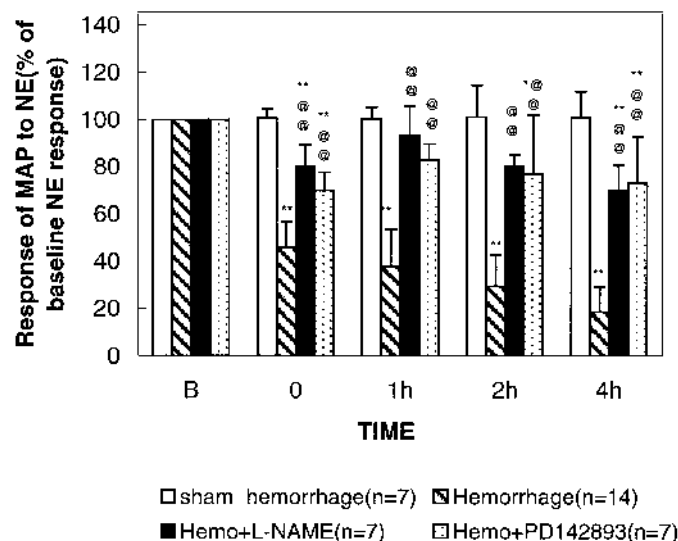 Response of MAP to NE(% of
baseline NE response)
140
120
100
80
60
40
20
0
** @ @
** @ @
**
@ @
@ @
**
@ @
* @ @
**
** @ @
** @ @
**
B 0 1h 2h 4h
TIME
sham hemorrhage(n=7) Hemorrhage(n=14)
Hemo+L-NAME(n=7) Hemo+PD142893(n=7)